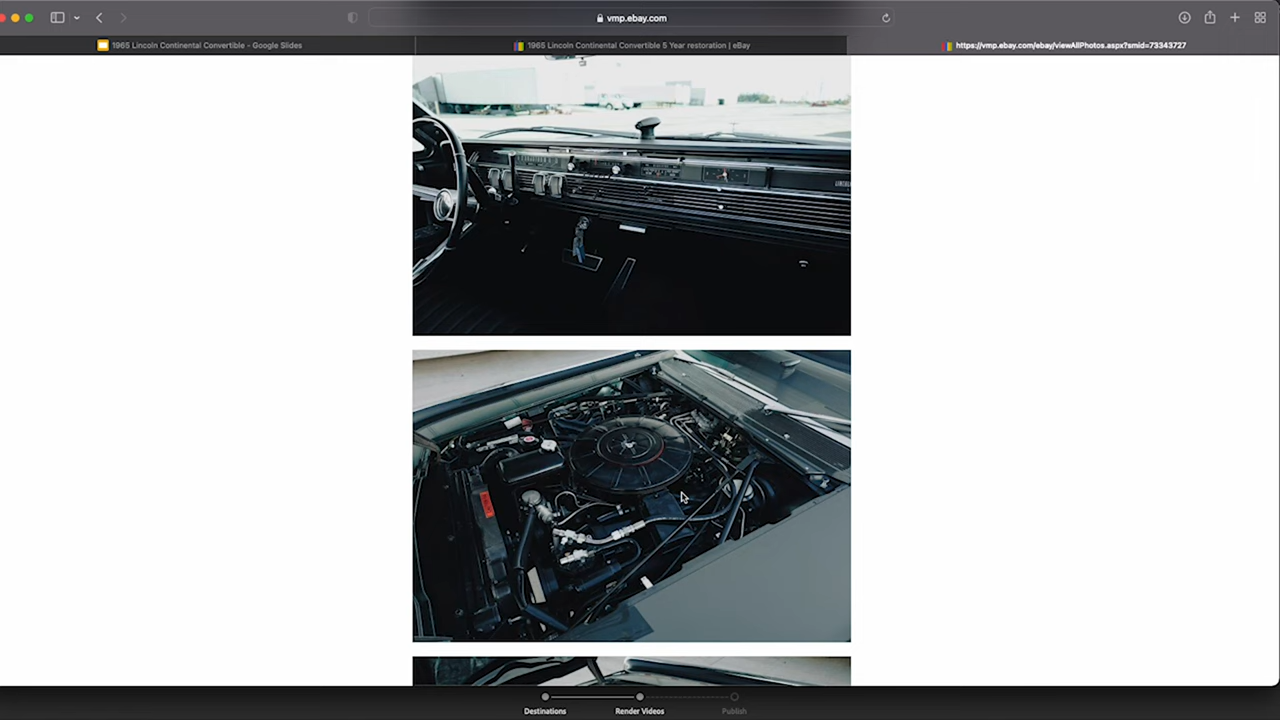 vmp.ebay.com
1965 Lincoln Continental Convertible - Google Slides
1965 Lincoln Continental Convertible 5 Year restoration | eBay
https://vmp.ebay.com/ebay/viewAllPhotos.aspx?smid=73343727
Destinations
Render Videos
Publish